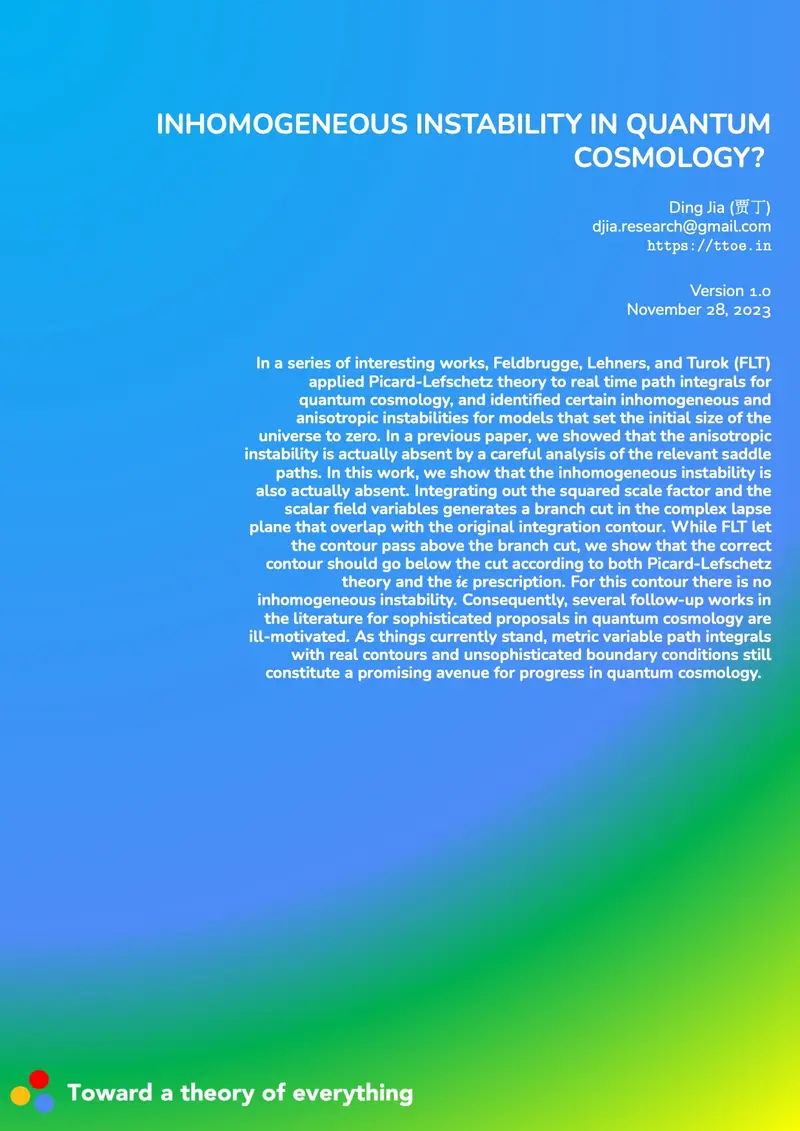 INHOMOGENEOUS INSTABILITY IN QUANTUM
COSMOLOGY?
Ding Jia (贾丁)
djia.research@gmail.com
https://ttoe.in
Version 1.0
November 28, 2023
In a series of interesting works, Feldbrugge, Lehners, and Turok (FLT)
applied Picard-Lefschetz theory to real time path integrals for
quantum cosmology, and identified certain inhomogeneous and
anisotropic instabilities for models that set the initial size of the
universe to zero. In a previous paper, we showed that the anisotropic
instability is actually absent by a careful analysis of the relevant saddle
paths. In this work, we show that the inhomogeneous instability is
also actually absent. Integrating out the squared scale factor and the
scalar field variables generates a branch cut in the complex lapse
plane that overlap with the original integration contour. While FLT let
the contour pass above the branch cut, we show that the correct
contour should go below the cut according to both Picard-Lefschetz
theory and the iϵ prescription. For this contour there is no
inhomogeneous instability. Consequently, several follow-up works in
the literature for sophisticated proposals in quantum cosmology are
ill-motivated. As things currently stand, metric variable path integrals
with real contours and unsophisticated boundary conditions still
constitute a promising avenue for progress in quantum cosmology.
Toward a theory of everything